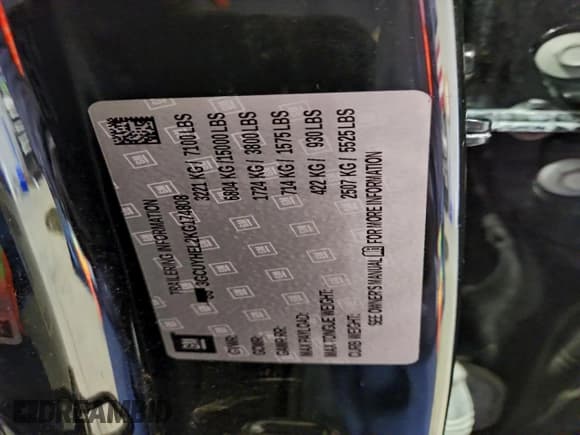 GM
TRAILERING INFORMATION
3GCUYHEL2KG174808
GVWR: 3221 KG / 7100 LBS
GCWR: 6804 KG / 15000 LBS
GAWR RR: 1724 KG / 3800 LBS
MAX PAYLOAD: 714 KG / 1575 LBS
MAX TONGUE WEIGHT: 422 KG / 930 LBS
CURB WEIGHT: 2507 KG / 5525 LBS
SEE OWNER'S MANUAL FOR MORE INFORMATION
DREAMBID